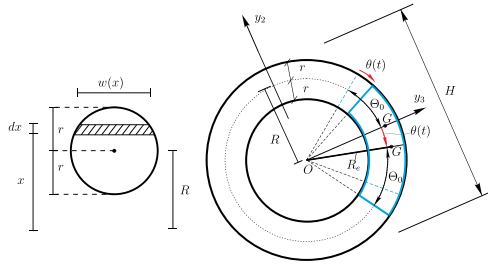 w(x)
dx
r
x
r
R
y₂
r
r
θ(t)
H
Θ₀
y₃
R
G
θ(t)
G
O
Rₑ
Θ₀